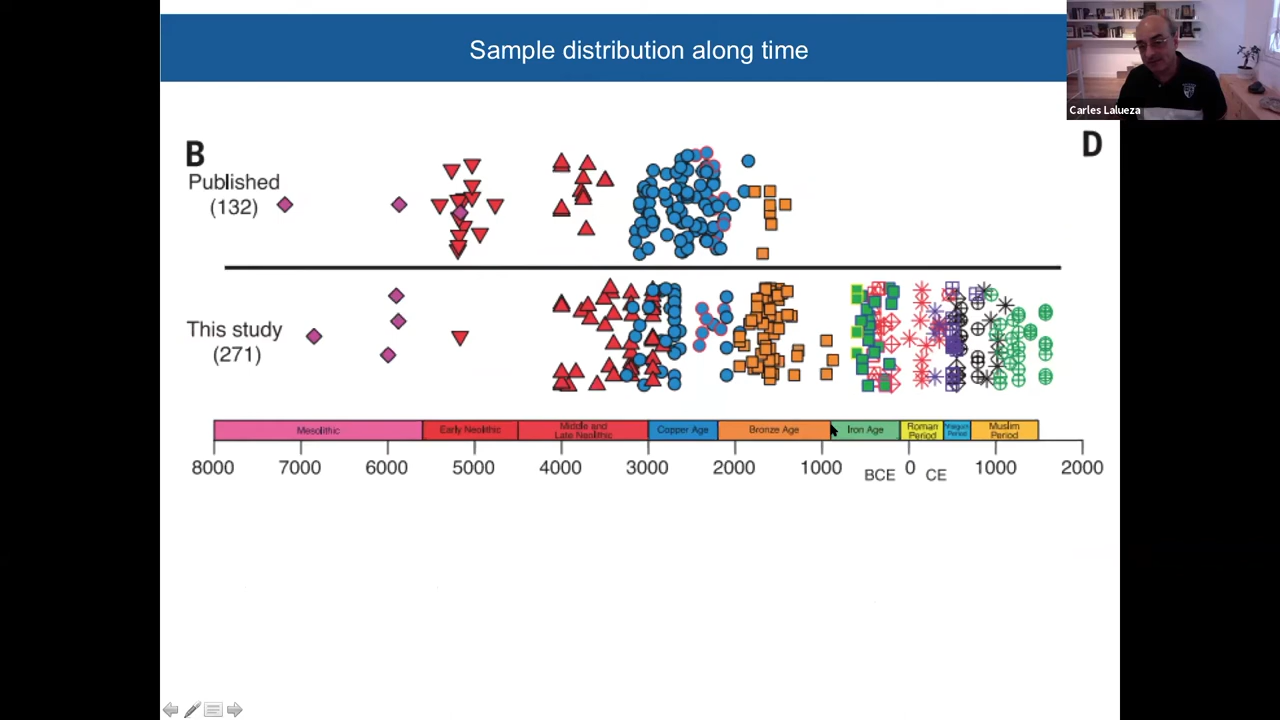 Sample distribution along time
Carles Lalueza
B
D
Published
(132)
This study
(271)
Mesolithic
Early Neolithic
Middle and
Late Neolithic
Copper Age
Bronze Age
Iron Age
Roman
Period
Visigoth
Period
Muslim
Period
8000
7000
6000
5000
4000
3000
2000
1000
0
1000
2000
BCE
CE